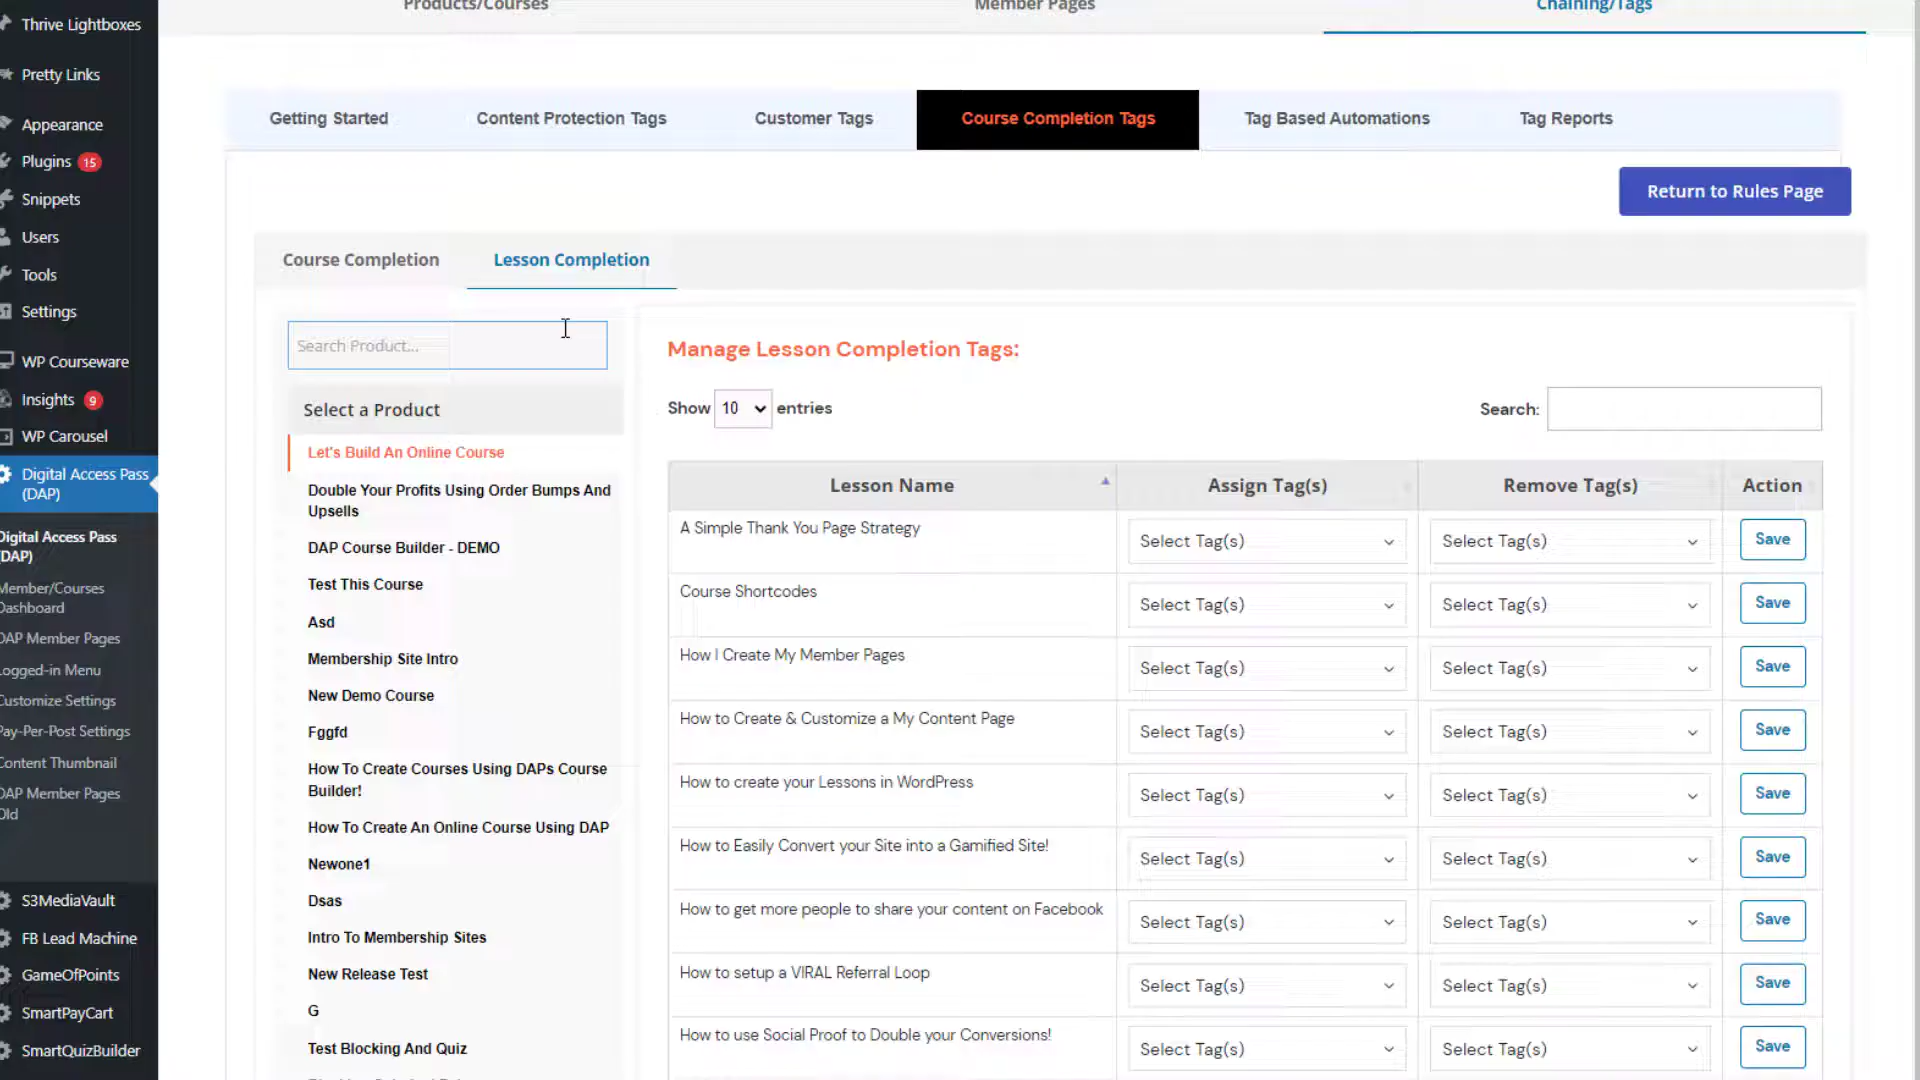 Products/Courses
Member Pages
Chaining/Tags
Thrive Lightboxes
Pretty Links
Appearance
Plugins 15
Snippets
Users
Tools
Settings
WP Courseware
Insights 9
WP Carousel
Digital Access Pass
(DAP)
Digital Access Pass
(DAP)
Member/Courses
Dashboard
DAP Member Pages
Logged-in Menu
Customize Settings
Pay-Per-Post Settings
Content Thumbnail
DAP Member Pages
Old
S3MediaVault
FB Lead Machine
GameOfPoints
SmartPayCart
SmartQuizBuilder
Getting Started
Content Protection Tags
Customer Tags
Course Completion Tags
Tag Based Automations
Tag Reports
Return to Rules Page
Course Completion
Lesson Completion
Search Product...
Select a Product
Let's Build An Online Course
Double Your Profits Using Order Bumps And
Upsells
DAP Course Builder - DEMO
Test This Course
Asd
Membership Site Intro
New Demo Course
Fggfd
How To Create Courses Using DAPs Course
Builder!
How To Create An Online Course Using DAP
Newone1
Dsas
Intro To Membership Sites
New Release Test
G
Test Blocking And Quiz
Manage Lesson Completion Tags:
Show 10 entries
Search:
Lesson Name Assign Tag(s) Remove Tag(s) Action
A Simple Thank You Page Strategy Select Tag(s) Select Tag(s) Save
Course Shortcodes Select Tag(s) Select Tag(s) Save
How I Create My Member Pages Select Tag(s) Select Tag(s) Save
How to Create & Customize a My Content Page Select Tag(s) Select Tag(s) Save
How to create your Lessons in WordPress Select Tag(s) Select Tag(s) Save
How to Easily Convert your Site into a Gamified Site! Select Tag(s) Select Tag(s) Save
How to get more people to share your content on Facebook Select Tag(s) Select Tag(s) Save
How to setup a VIRAL Referral Loop Select Tag(s) Select Tag(s) Save
How to use Social Proof to Double your Conversions! Select Tag(s) Select Tag(s) Save